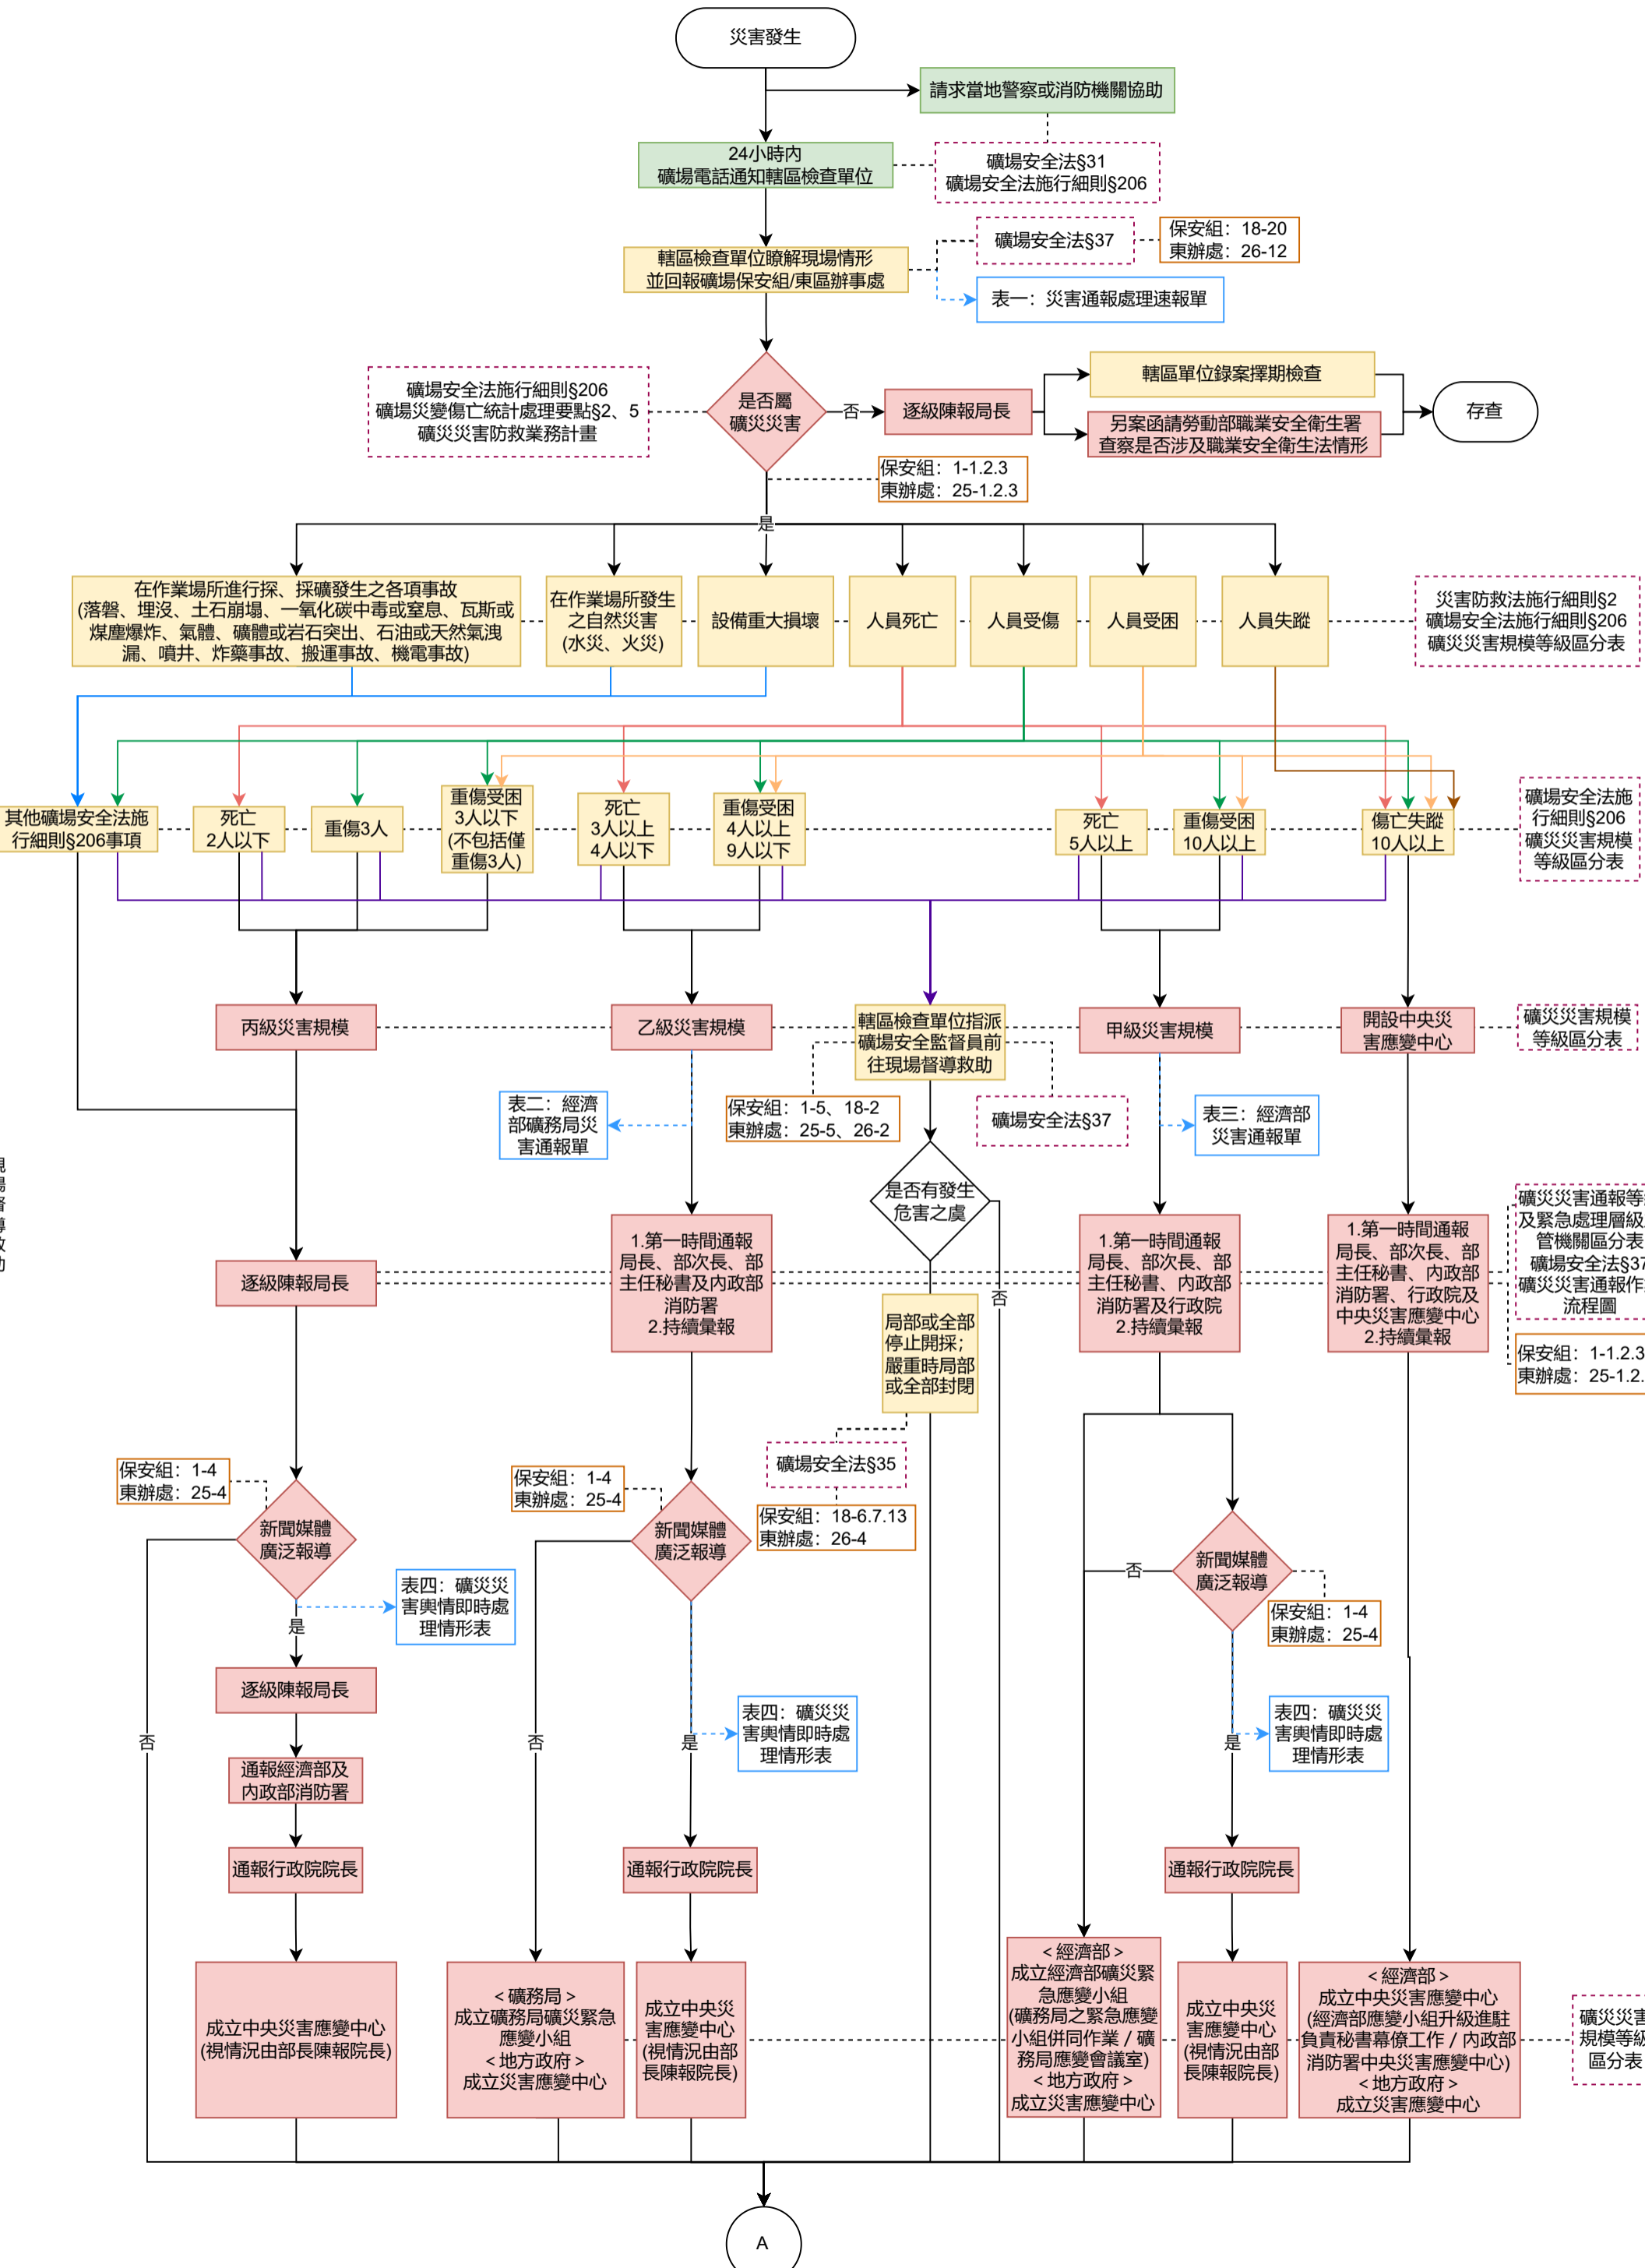 災害發生
請求當地警察或消防機關協助
24小時內
礦場電話通知轄區檢查單位
礦場安全法§31
礦場安全法施行細則§206
轄區檢查單位瞭解現場情形
並回報礦場保安組/東區辦事處
礦場安全法§37
保安組：18-20
東辦處：26-12
表一：災害通報處理速報單
礦場安全法施行細則§206
礦場災變傷亡統計處理要點§2、5
礦災災害防救業務計畫
是否屬
礦災災害
否
逐級陳報局長
轄區單位錄案擇期檢查
另案函請勞動部職業安全衛生署
查察是否涉及職業安全衛生法情形
存查
保安組：1-1.2.3
東辦處：25-1.2.3
是
在作業場所進行探、採礦發生之各項事故
(落磐、埋沒、土石崩塌、一氧化碳中毒或窒息、瓦斯或
煤塵爆炸、氣體、礦體或岩石突出、石油或天然氣洩
漏、噴井、炸藥事故、搬運事故、機電事故)
在作業場所發生
之自然災害
(水災、火災)
設備重大損壞
人員死亡
人員受傷
人員受困
人員失蹤
災害防救法施行細則§2
礦場安全法施行細則§206
礦災災害規模等級區分表
其他礦場安全法施
行細則§206事項
死亡
2人以下
重傷3人
重傷受困
3人以下
(不包括僅
重傷3人)
死亡
3人以上
4人以下
重傷受困
4人以上
9人以下
死亡
5人以上
重傷受困
10人以上
傷亡失蹤
10人以上
礦場安全法施
行細則§206
礦災災害規模
等級區分表
丙級災害規模
乙級災害規模
轄區檢查單位指派
礦場安全監督員前
往現場督導救助
甲級災害規模
開設中央災
害應變中心
礦災災害規模
等級區分表
表二：經濟
部礦務局災
害通報單
保安組：1-5、18-2
東辦處：25-5、26-2
礦場安全法§37
表三：經濟部
災害通報單
是否有發生
危害之虞
否
逐級陳報局長
1.第一時間通報
局長、部次長、部
主任秘書及內政部
消防署
2.持續彙報
局部或全部
停止開採；
嚴重時局部
或全部封閉
1.第一時間通報
局長、部次長、部
主任秘書、內政部
消防署及行政院
2.持續彙報
1.第一時間通報
局長、部次長、部
主任秘書、內政部
消防署、行政院及
中央災害應變中心
2.持續彙報
礦災災害通報等
及緊急處理層級
管機關區分表
礦場安全法§37
礦災災害通報作
流程圖
保安組：1-1.2.3
東辦處：25-1.2.
礦場安全法§35
保安組：18-6.7.13
東辦處：26-4
保安組：1-4
東辦處：25-4
新聞媒體
廣泛報導
表四：礦災災
害輿情即時處
理情形表
是
否
逐級陳報局長
通報經濟部及
內政部消防署
通報行政院院長
成立中央災害應變中心
(視情況由部長陳報院長)
保安組：1-4
東辦處：25-4
新聞媒體
廣泛報導
表四：礦災災
害輿情即時處
理情形表
否
是
通報行政院院長
＜礦務局＞
成立礦務局礦災緊急
應變小組
＜地方政府＞
成立災害應變中心
成立中央災
害應變中心
(視情況由部
長陳報院長)
新聞媒體
廣泛報導
否
保安組：1-4
東辦處：25-4
表四：礦災災
害輿情即時處
理情形表
是
通報行政院院長
＜經濟部＞
成立經濟部礦災緊
急應變小組
(礦務局之緊急應變
小組併同作業／礦
務局應變會議室)
＜地方政府＞
成立災害應變中心
成立中央災
害應變中心
(視情況由部
長陳報院長)
＜經濟部＞
成立中央災害應變中心
(經濟部應變小組升級進駐
負責秘書幕僚工作／內政部
消防署中央災害應變中心)
＜地方政府＞
成立災害應變中心
礦災災害
規模等級
區分表
A